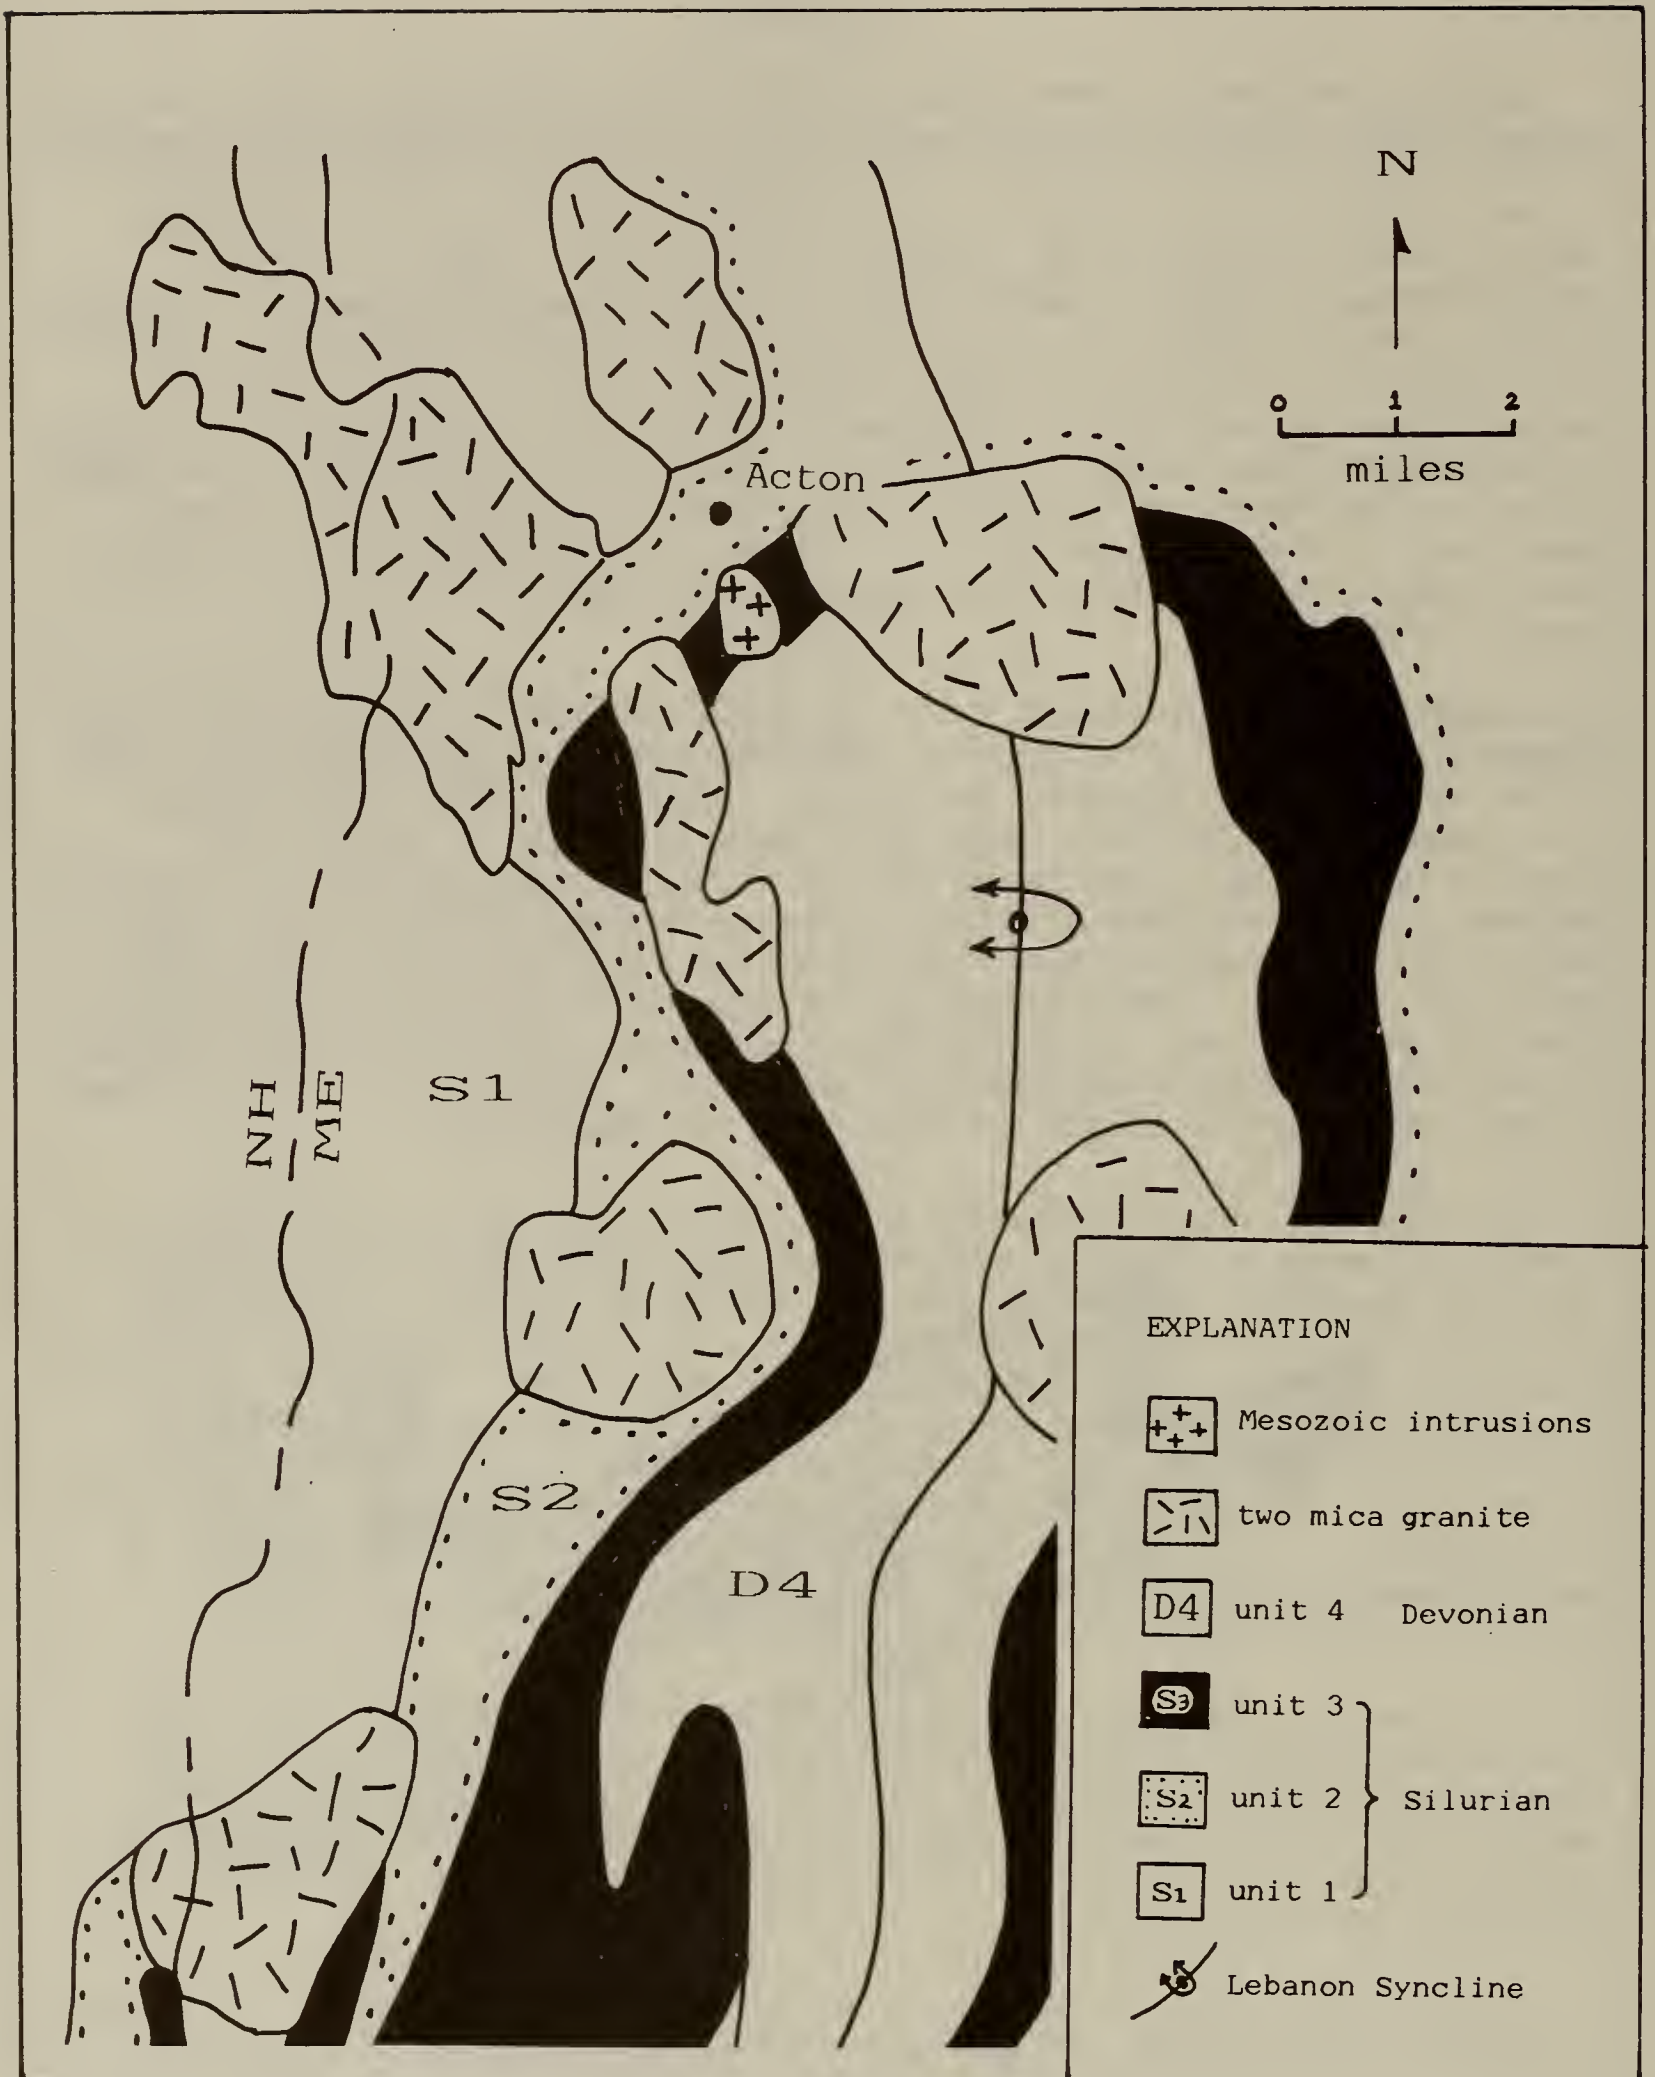 N
0 1 2
miles
Acton
S1
NH
ME
S2
D4
EXPLANATION
Mesozoic intrusions
two mica granite
D4 unit 4 Devonian
S3 unit 3
S2 unit 2 Silurian
S1 unit 1
Lebanon Syncline